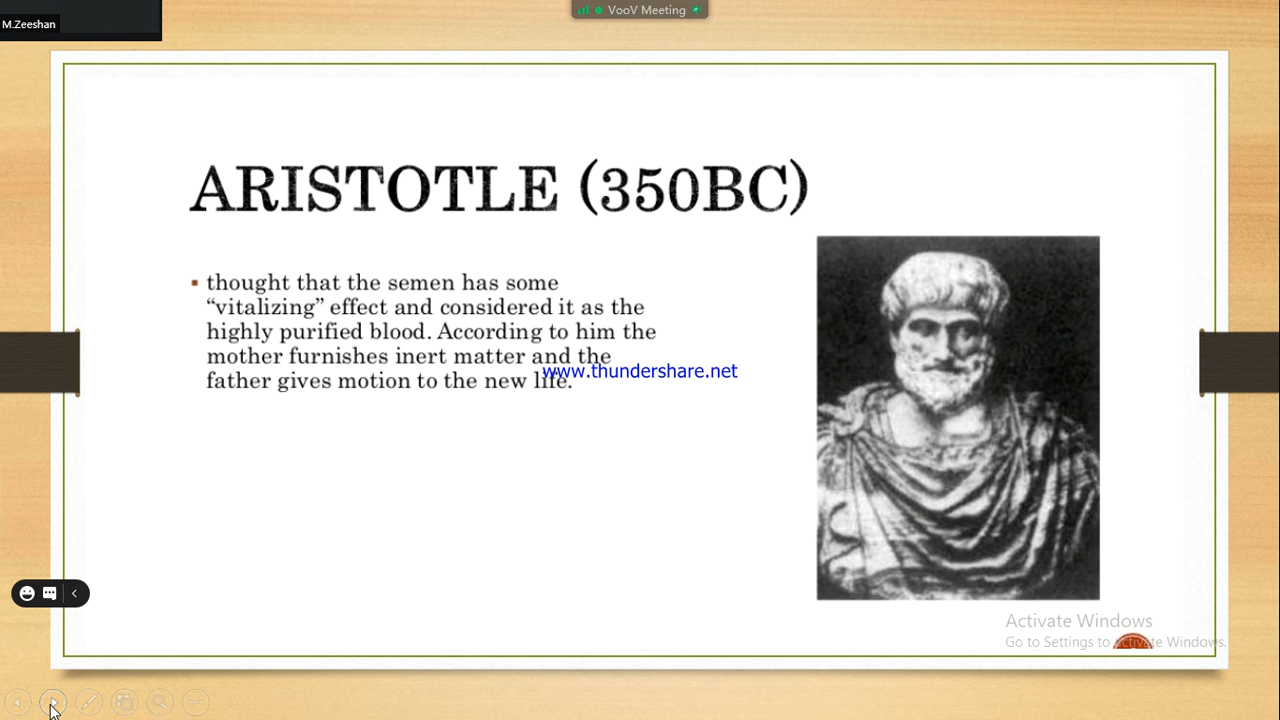 M.Zeeshan
VooV Meeting
ARISTOTLE (350BC)
thought that the semen has some
“vitalizing” effect and considered it as the
highly purified blood. According to him the
mother furnishes inert matter and the
father gives motion to the new life.
www.thundershare.net
Activate Windows
Go to Settings to activate Windows.